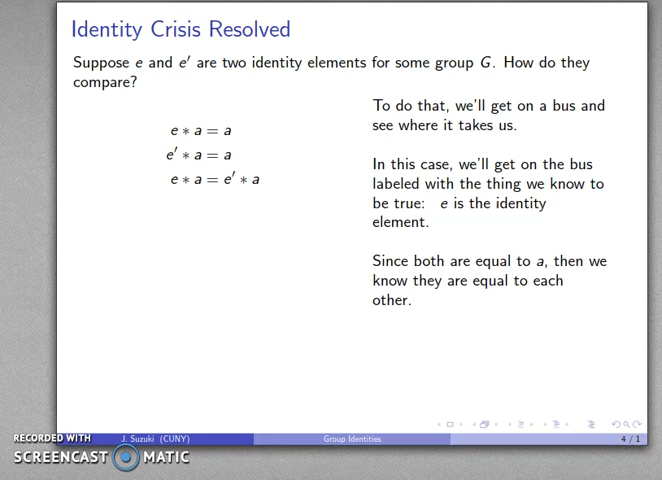 Identity Crisis Resolved
Suppose e and e′ are two identity elements for some group G. How do they
compare?
e ∗ a = a
e′ ∗ a = a
e ∗ a = e′ ∗ a
To do that, we'll get on a bus and
see where it takes us.
In this case, we'll get on the bus
labeled with the thing we know to
be true: e is the identity
element.
Since both are equal to a, then we
know they are equal to each
other.
RECORDED WITH
SCREENCAST MATIC
J. Suzuki (CUNY)
Group Identities
4 / 1